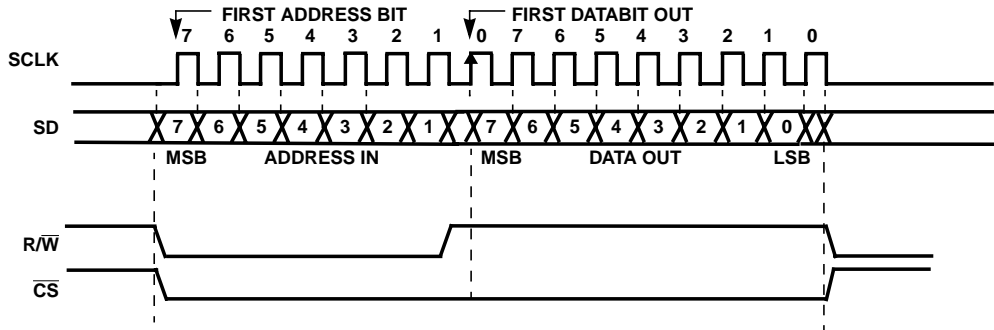 FIRST ADDRESS BIT FIRST DATABIT OUT
7 6 5 4 3 2 1 0 7 6 5 4 3 2 1 0
SCLK
SD 7 6 5 4 3 2 1 7 6 5 4 3 2 1 0
MSB ADDRESS IN MSB DATA OUT LSB
R/W̅
C̅S̅